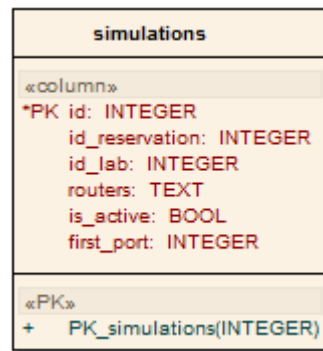 simulations
«column»
*PK id: INTEGER
id_reservation: INTEGER
id_lab: INTEGER
routers: TEXT
is_active: BOOL
first_port: INTEGER
«PK»
+ PK_simulations(INTEGER)